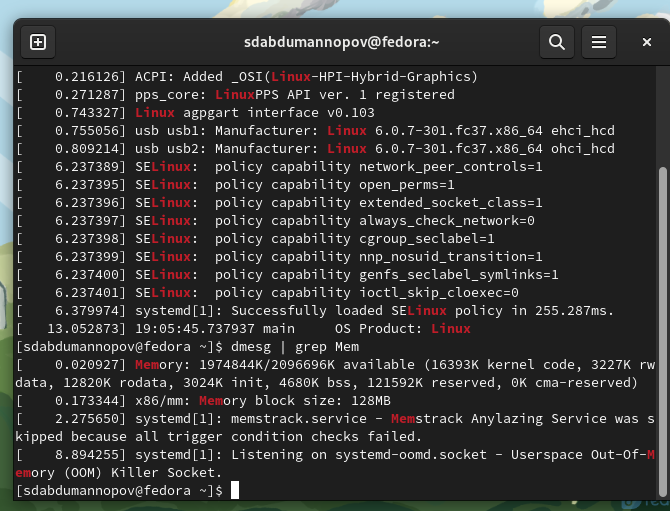 sdabdumannopov@fedora:~
[    0.216126] ACPI: Added _OSI(Linux-HPI-Hybrid-Graphics)
[    0.271287] pps_core: LinuxPPS API ver. 1 registered
[    0.743327] Linux agpgart interface v0.103
[    0.755056] usb usb1: Manufacturer: Linux 6.0.7-301.fc37.x86_64 ehci_hcd
[    0.809214] usb usb2: Manufacturer: Linux 6.0.7-301.fc37.x86_64 ohci_hcd
[    6.237389] SELinux:  policy capability network_peer_controls=1
[    6.237395] SELinux:  policy capability open_perms=1
[    6.237396] SELinux:  policy capability extended_socket_class=1
[    6.237397] SELinux:  policy capability always_check_network=0
[    6.237398] SELinux:  policy capability cgroup_seclabel=1
[    6.237399] SELinux:  policy capability nnp_nosuid_transition=1
[    6.237400] SELinux:  policy capability genfs_seclabel_symlinks=1
[    6.237401] SELinux:  policy capability ioctl_skip_cloexec=0
[    6.379974] systemd[1]: Successfully loaded SELinux policy in 255.287ms.
[   13.052873] 19:05:45.737937 main     OS Product: Linux
[sdabdumannopov@fedora ~]$ dmesg | grep Mem
[    0.020927] Memory: 1974844K/2096696K available (16393K kernel code, 3227K rw
data, 12820K rodata, 3024K init, 4680K bss, 121592K reserved, 0K cma-reserved)
[    0.173344] x86/mm: Memory block size: 128MB
[    2.275650] systemd[1]: memstrack.service - Memstrack Anylazing Service was s
kipped because all trigger condition checks failed.
[    8.894255] systemd[1]: Listening on systemd-oomd.socket - Userspace Out-Of-M
emory (OOM) Killer Socket.
[sdabdumannopov@fedora ~]$